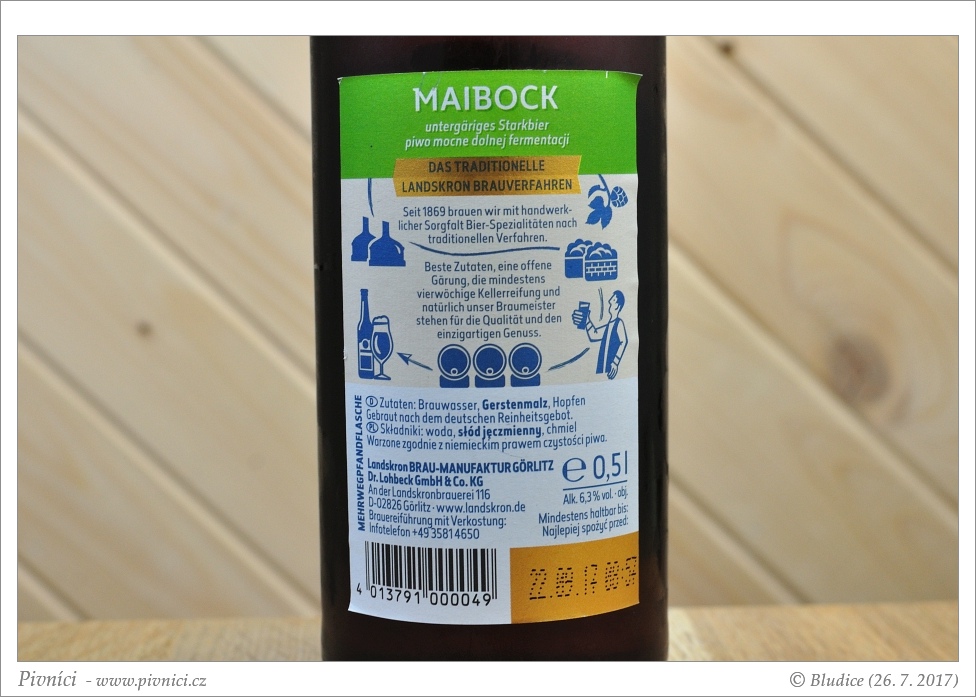 MAIBOCK
untergäriges Starkbier
piwo mocne dolnej fermentacji
DAS TRADITIONELLE
LANDSKRON BRAUVERFAHREN
Seit 1869 brauen wir mit handwerk-
licher Sorgfalt Bier-Spezialitäten nach
traditionellen Verfahren.
Beste Zutaten, eine offene
Gärung, die mindestens
vierwöchige Kellerreifung und
natürlich unser Braumeister
stehen für die Qualität und den
einzigartigen Genuss.
MEHRWEGPFANDFLASCHE
D Zutaten: Brauwasser, Gerstenmalz, Hopfen
Gebraut nach dem deutschen Reinheitsgebot.
PL Składniki: woda, słód jęczmienny, chmiel
Warzone zgodnie z niemieckim prawem czystości piwa.
Landskron BRAU-MANUFAKTUR GÖRLITZ
Dr. Lohbeck GmbH & Co. KG
An der Landskronbrauerei 116
D-02826 Görlitz · www.landskron.de
Brauereiführung mit Verkostung:
Infotelefon +49 3581 4650
e 0,5 l
Alk. 6,3 % vol. · obj.
Mindestens haltbar bis:
Najlepiej spożyć przed:
4 013791 000049
22.09.17 08:57
Pivníci - www.pivnici.cz
© Bludice (26. 7. 2017)